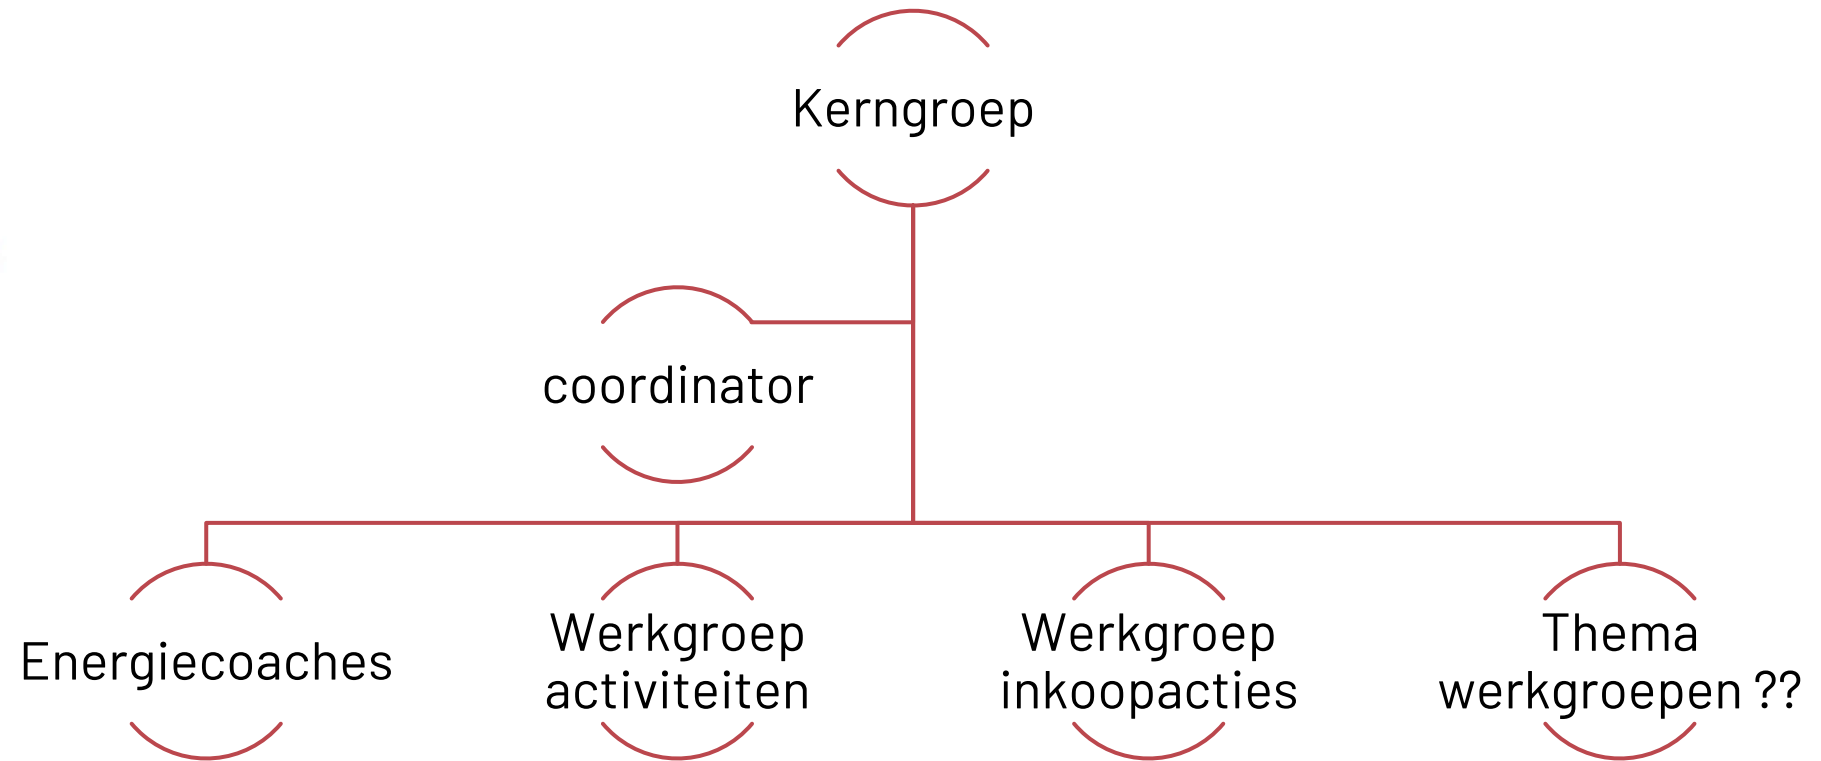 Kerngroep
coordinator
Energiecoaches
Werkgroep
activiteiten
Werkgroep
inkoopacties
Thema
werkgroepen ??